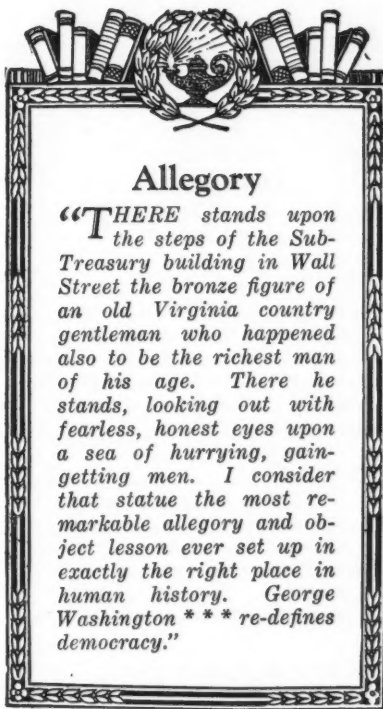 Allegory
“THERE stands upon
the steps of the Sub-
Treasury building in Wall
Street the bronze figure of
an old Virginia country
gentleman who happened
also to be the richest man
of his age. There he
stands, looking out with
fearless, honest eyes upon
a sea of hurrying, gain-
getting men. I consider
that statue the most re-
markable allegory and ob-
ject lesson ever set up in
exactly the right place in
human history. George
Washington * * * re-defines
democracy.”